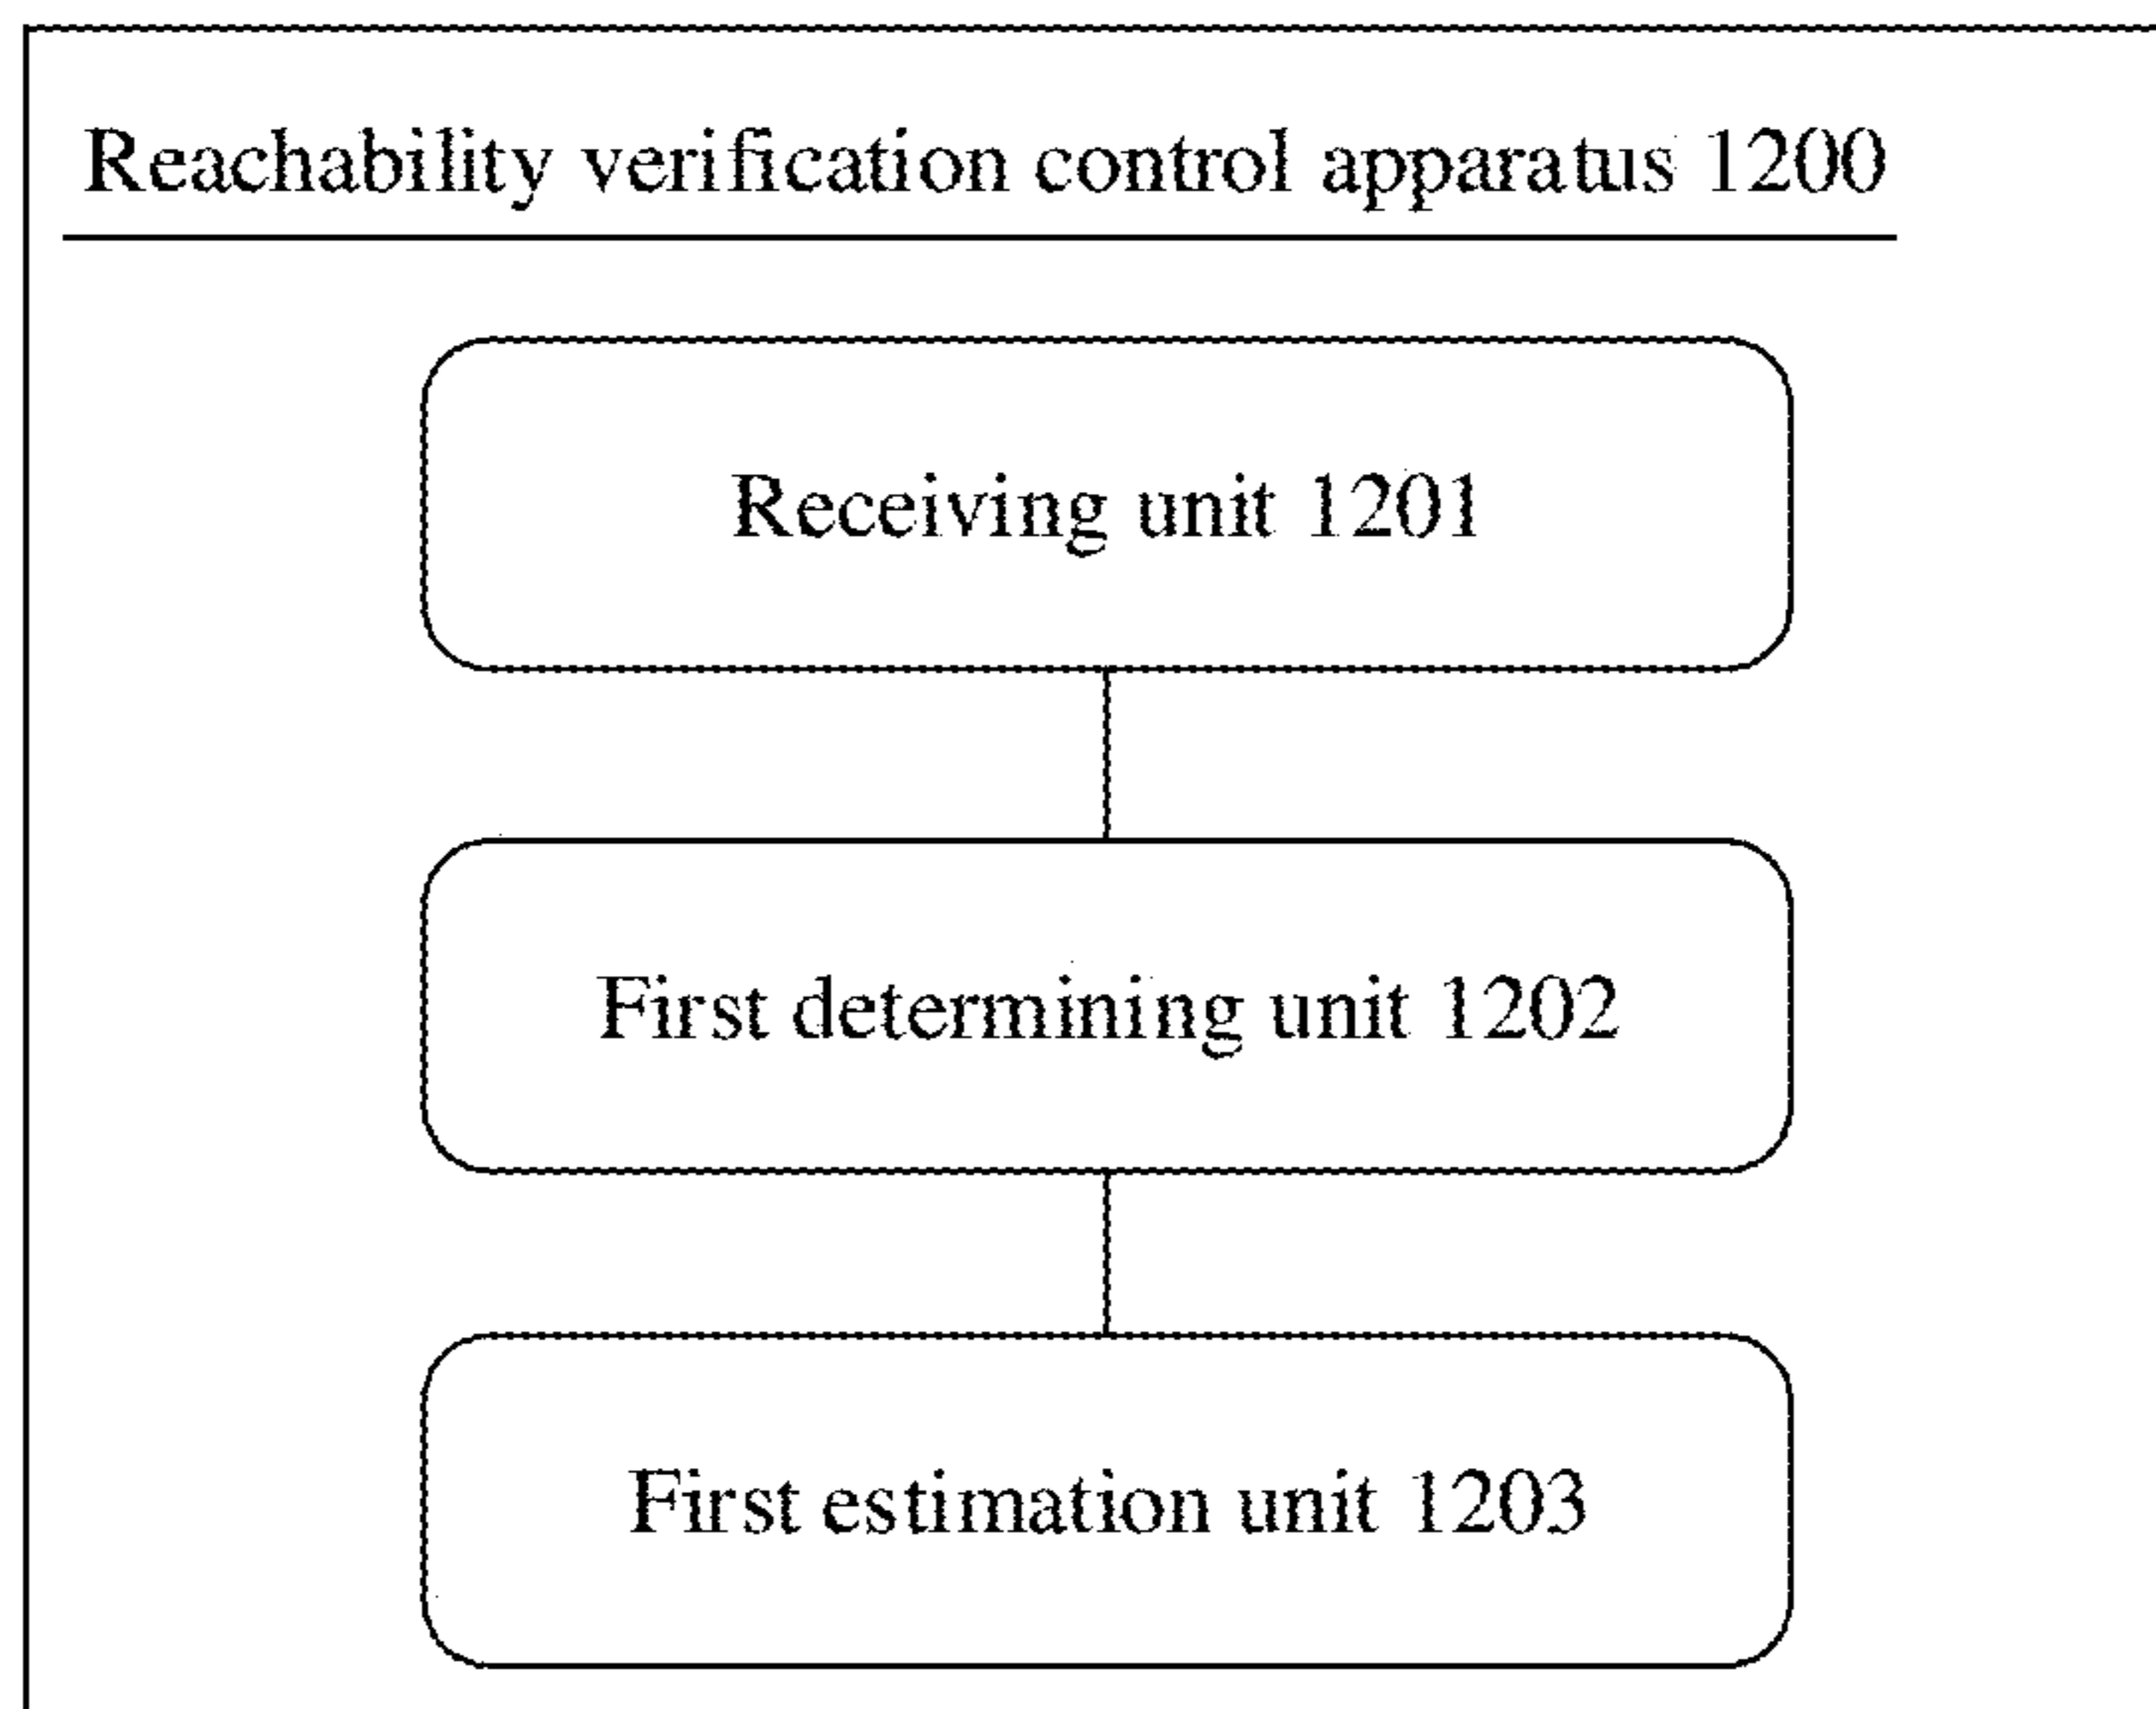 Reachability verification control apparatus 1200
Receiving unit 1201
First determining unit 1202
First estimation unit 1203